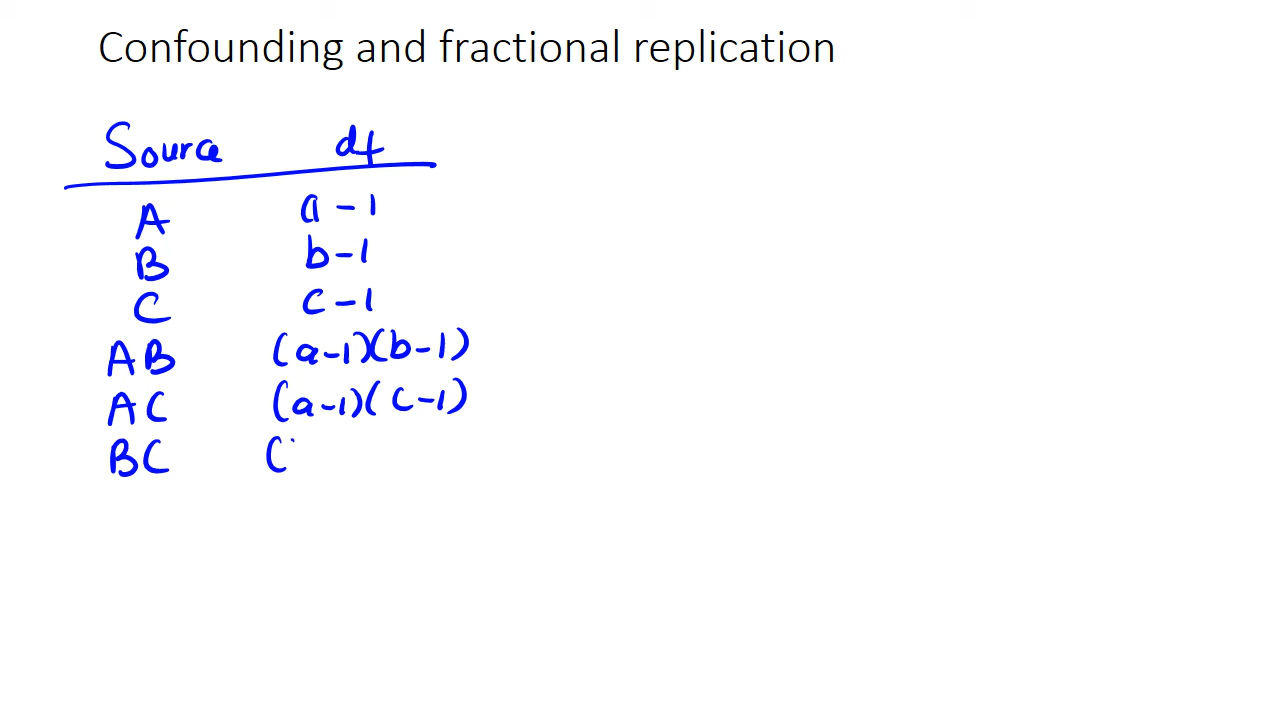 Confounding and fractional replication
Source df
A a-1
B b-1
C c-1
AB (a-1)(b-1)
AC (a-1)(c-1)
BC (